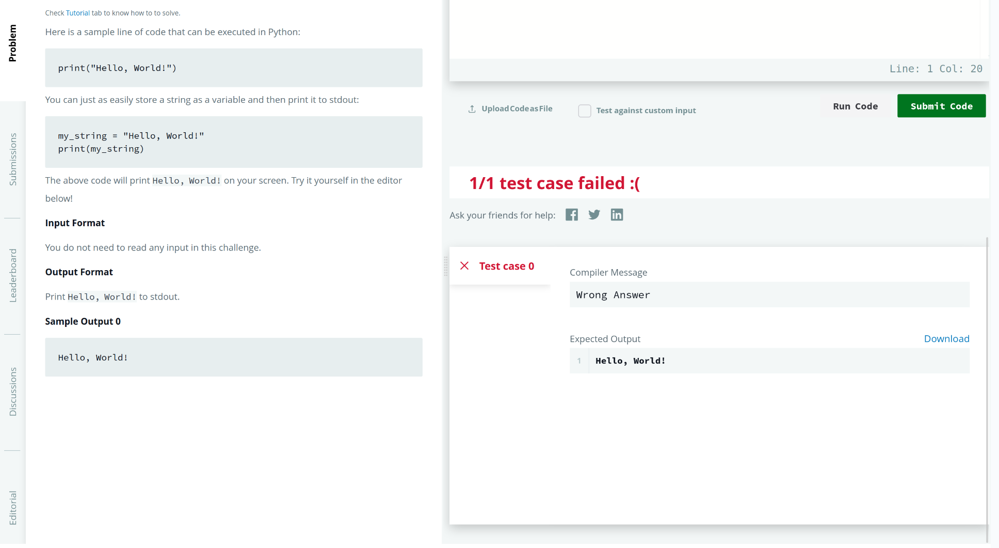 Problem
Submissions
Leaderboard
Discussions
Editorial
Check Tutorial tab to know how to to solve.
Here is a sample line of code that can be executed in Python:
print("Hello, World!")
You can just as easily store a string as a variable and then print it to stdout:
my_string = "Hello, World!"
print(my_string)
The above code will print Hello, World! on your screen. Try it yourself in the editor
below!
Input Format
You do not need to read any input in this challenge.
Output Format
Print Hello, World! to stdout.
Sample Output 0
Hello, World!
Line: 1 Col: 20
Upload Code as File
Test against custom input
Run Code
Submit Code
1/1 test case failed :(
Ask your friends for help:
Test case 0
Compiler Message
Wrong Answer
Expected Output
Download
1
Hello, World!